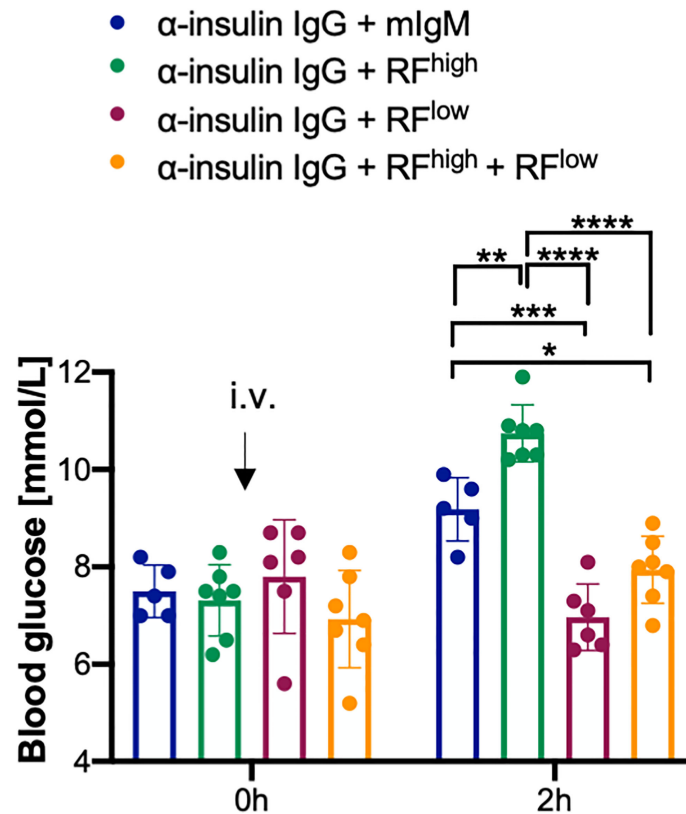 α-insulin IgG + mIgM
α-insulin IgG + RFhigh
α-insulin IgG + RFlow
α-insulin IgG + RFhigh + RFlow
****
** ****
***
*
Blood glucose [mmol/L]
12
10
8
6
4
i.v.
0h 2h